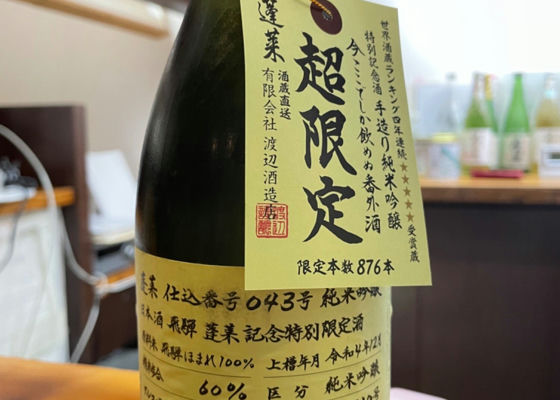 世界酒蔵ランキング四年連続★★★★★受賞蔵
特別記念酒 手造り純米吟醸
今ここでしか飲めぬ番外酒
超限定
蓬莱 酒蔵直送
有限会社 渡辺酒造店
限定本数876本
蓬莱 仕込番号 043号 純米吟醸
日本酒 飛騨 蓬莱 記念特別限定酒
飛騨ほまれ100% 上槽年月 令和4年12月
60% 区分 純米吟醸